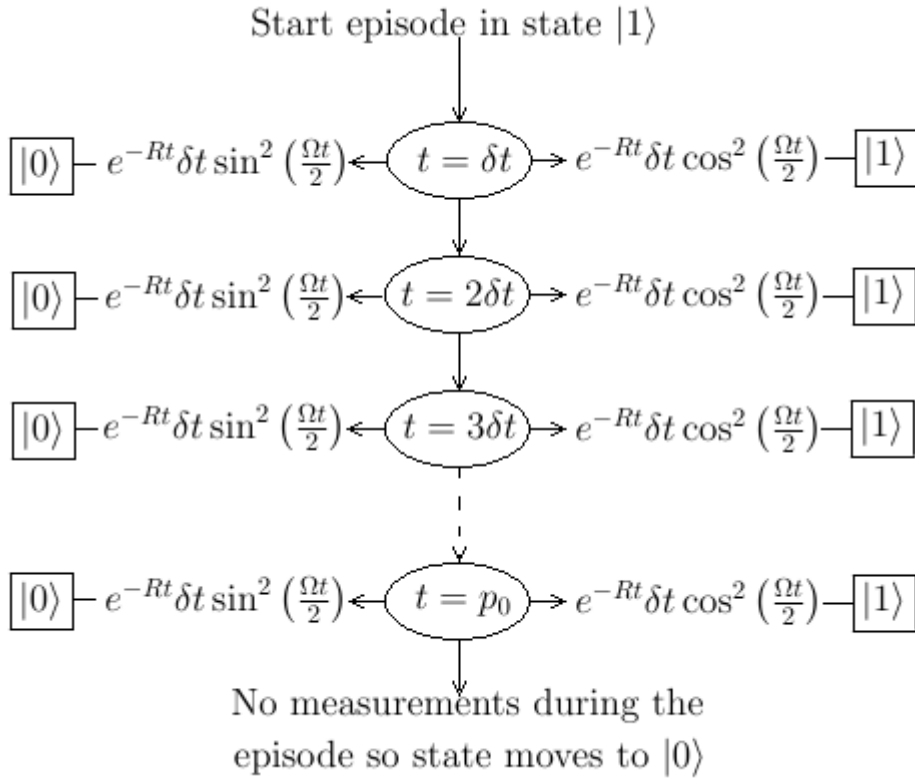 Start episode in state |1⟩
|0⟩ e^{-Rt} δt sin² (Ωt/2) t = δt e^{-Rt} δt cos² (Ωt/2) |1⟩
|0⟩ e^{-Rt} δt sin² (Ωt/2) t = 2δt e^{-Rt} δt cos² (Ωt/2) |1⟩
|0⟩ e^{-Rt} δt sin² (Ωt/2) t = 3δt e^{-Rt} δt cos² (Ωt/2) |1⟩
|0⟩ e^{-Rt} δt sin² (Ωt/2) t = p₀ e^{-Rt} δt cos² (Ωt/2) |1⟩
No measurements during the
episode so state moves to |0⟩